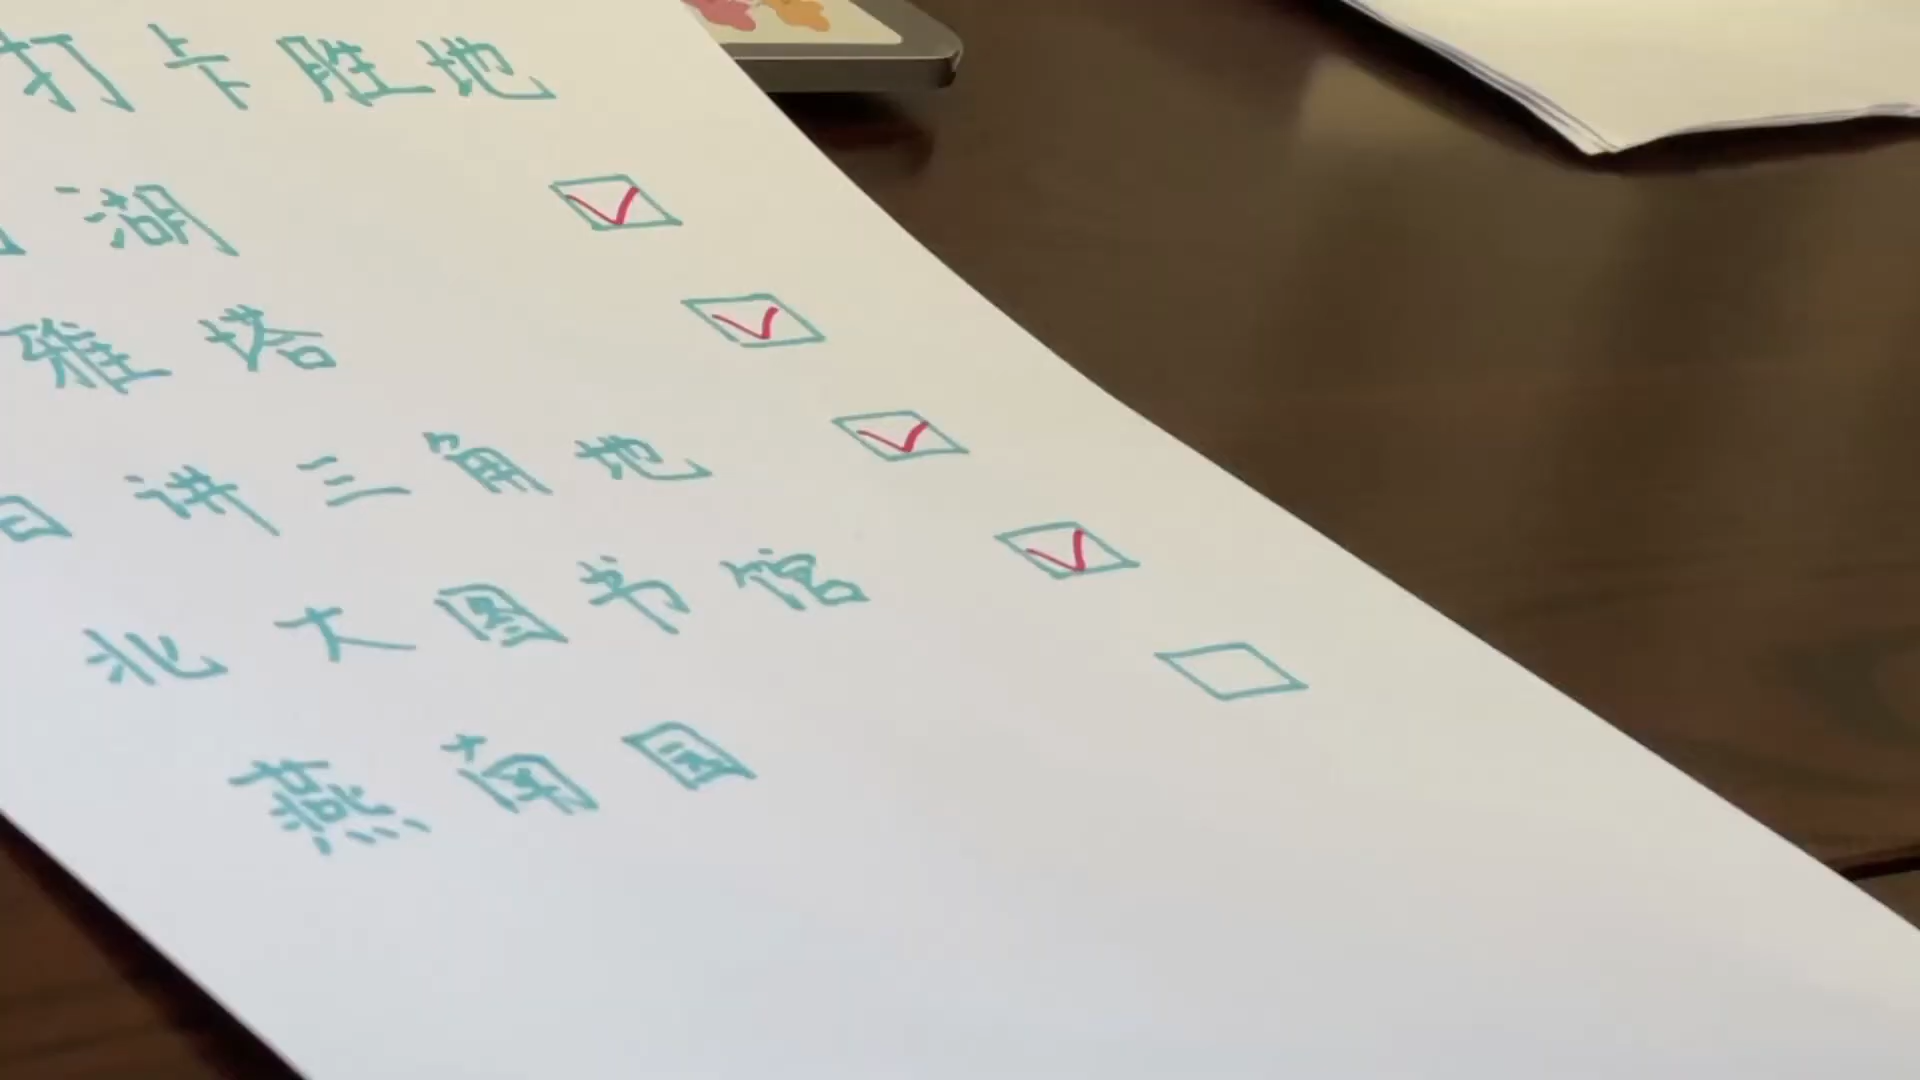 打卡胜地
湖
雅塔
日讲三角地
北大图书馆
燕南园